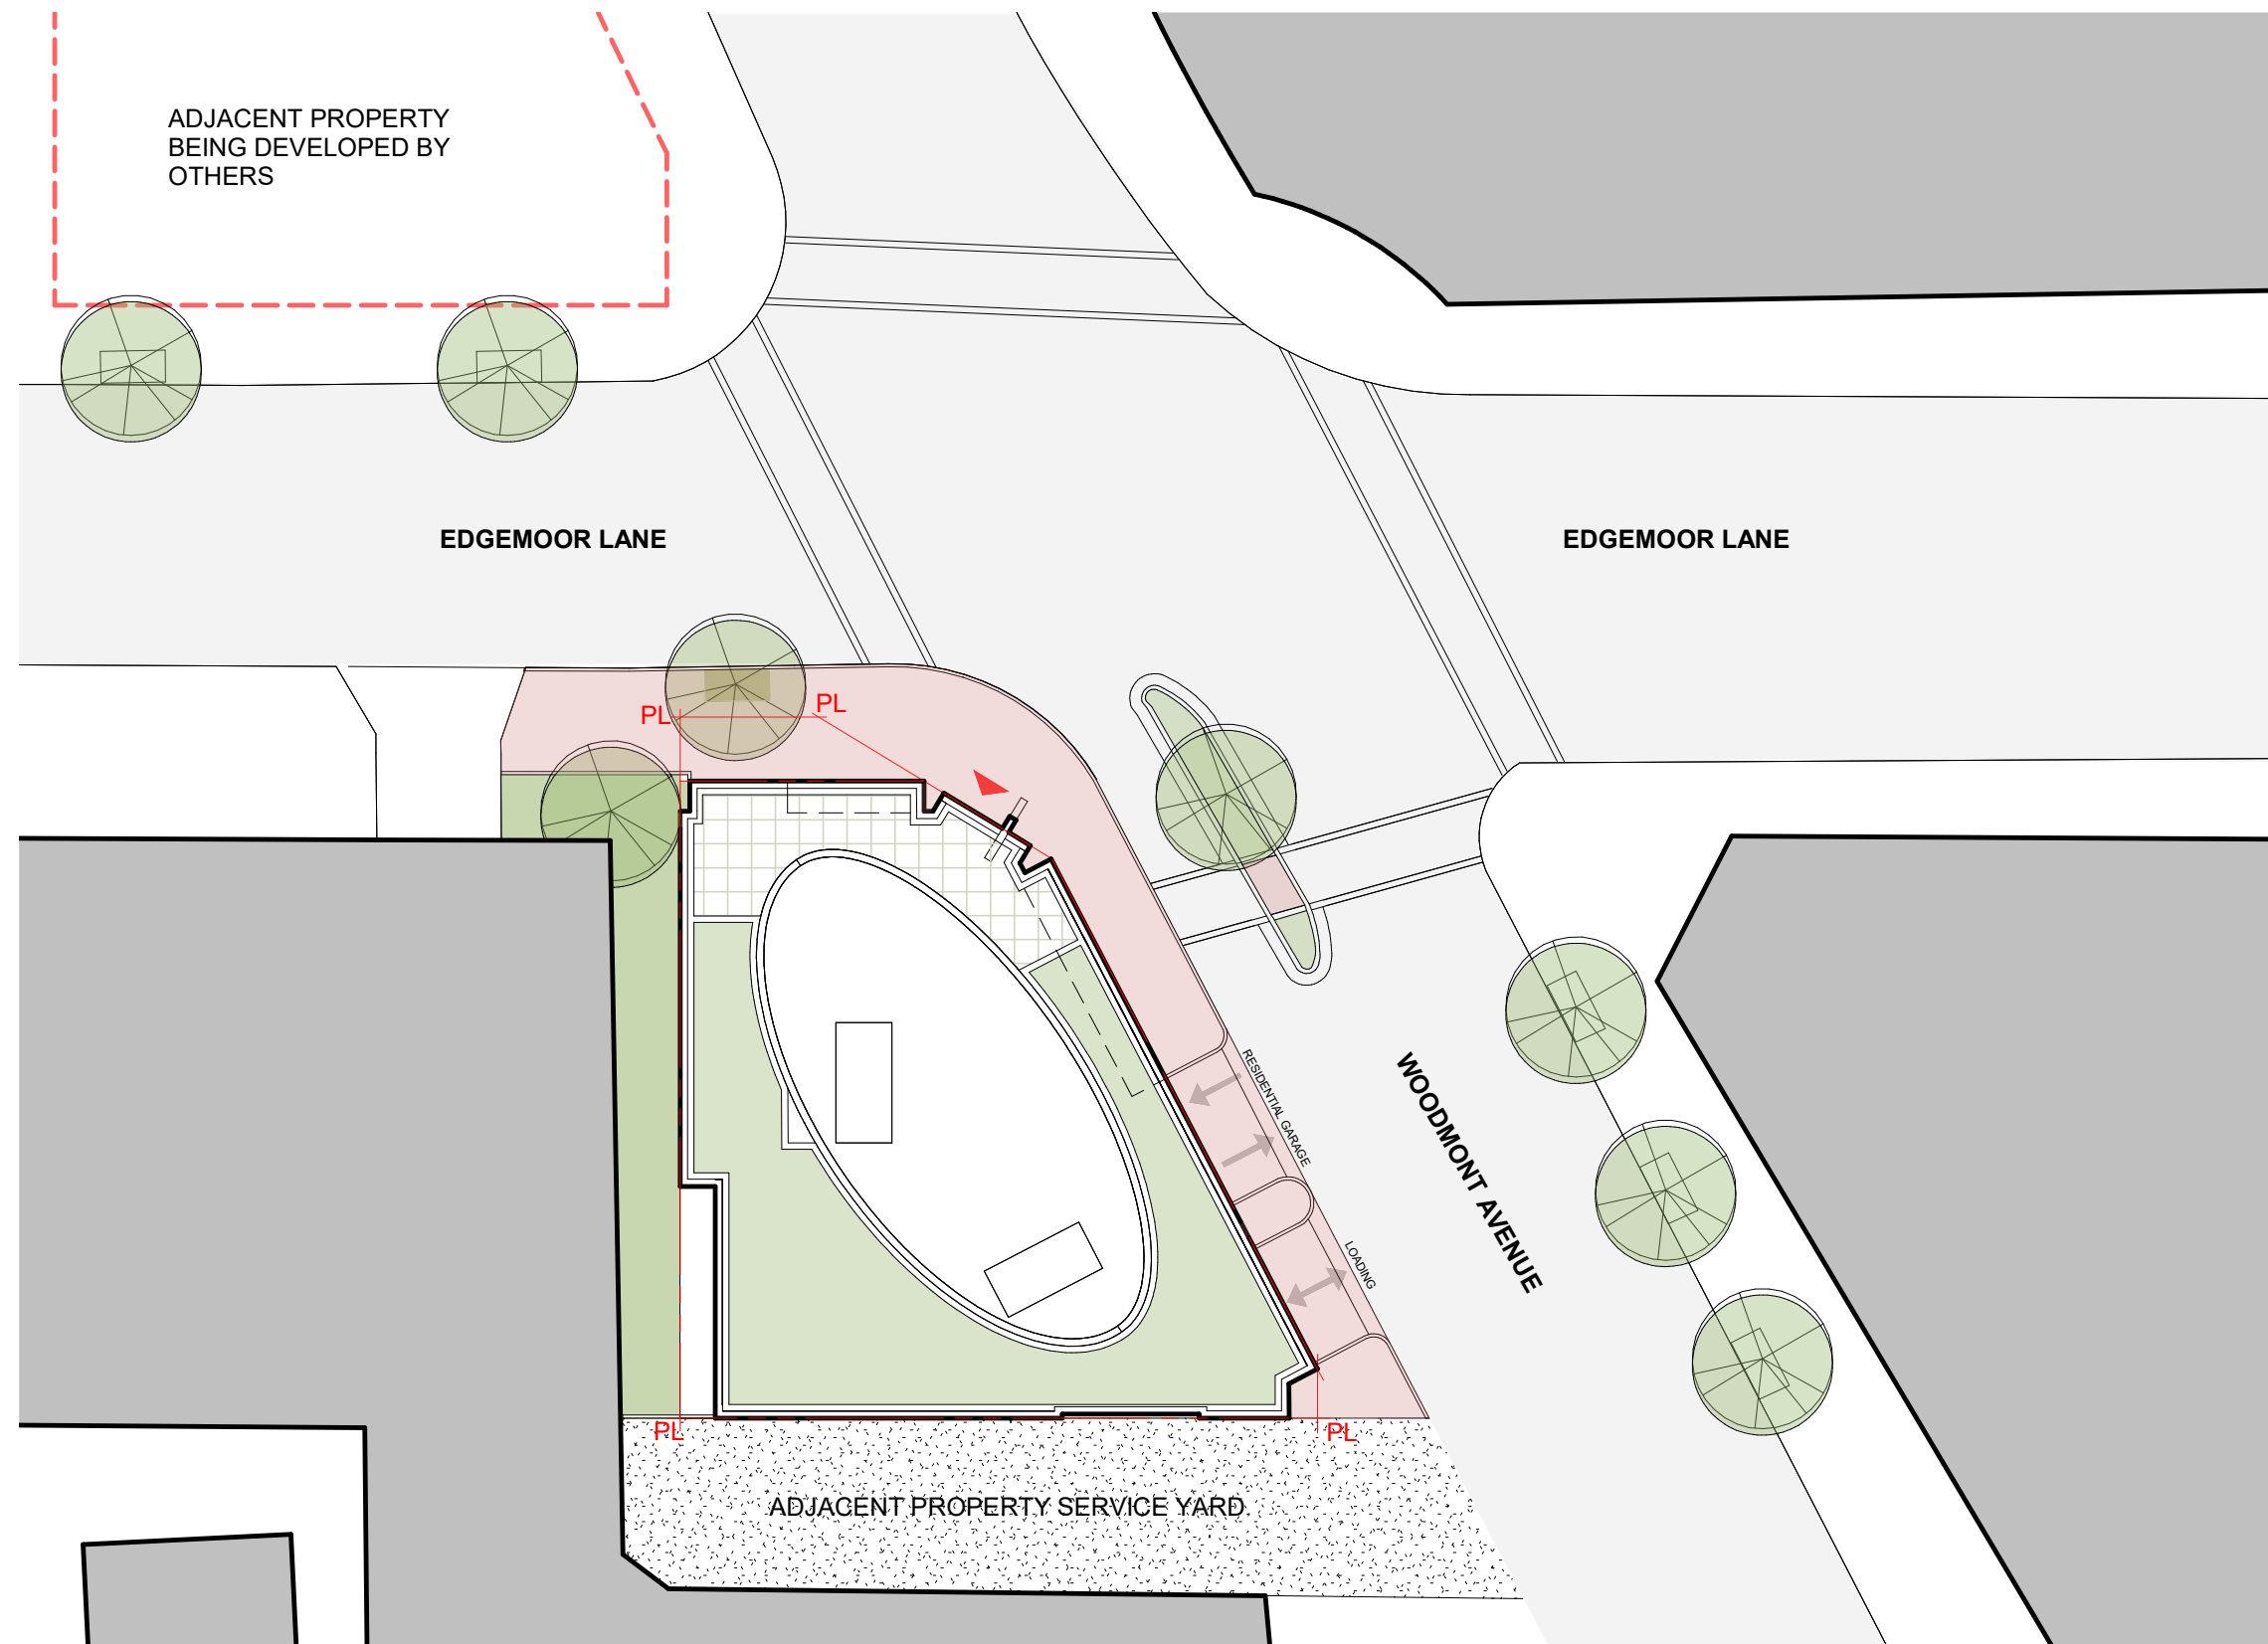 ADJACENT PROPERTY
BEING DEVELOPED BY
OTHERS
EDGEMOOR LANE
EDGEMOOR LANE
PL
PL
RESIDENTIAL GARAGE
WOODMONT AVENUE
LOADING
PL
PL
ADJACENT PROPERTY SERVICE YARD